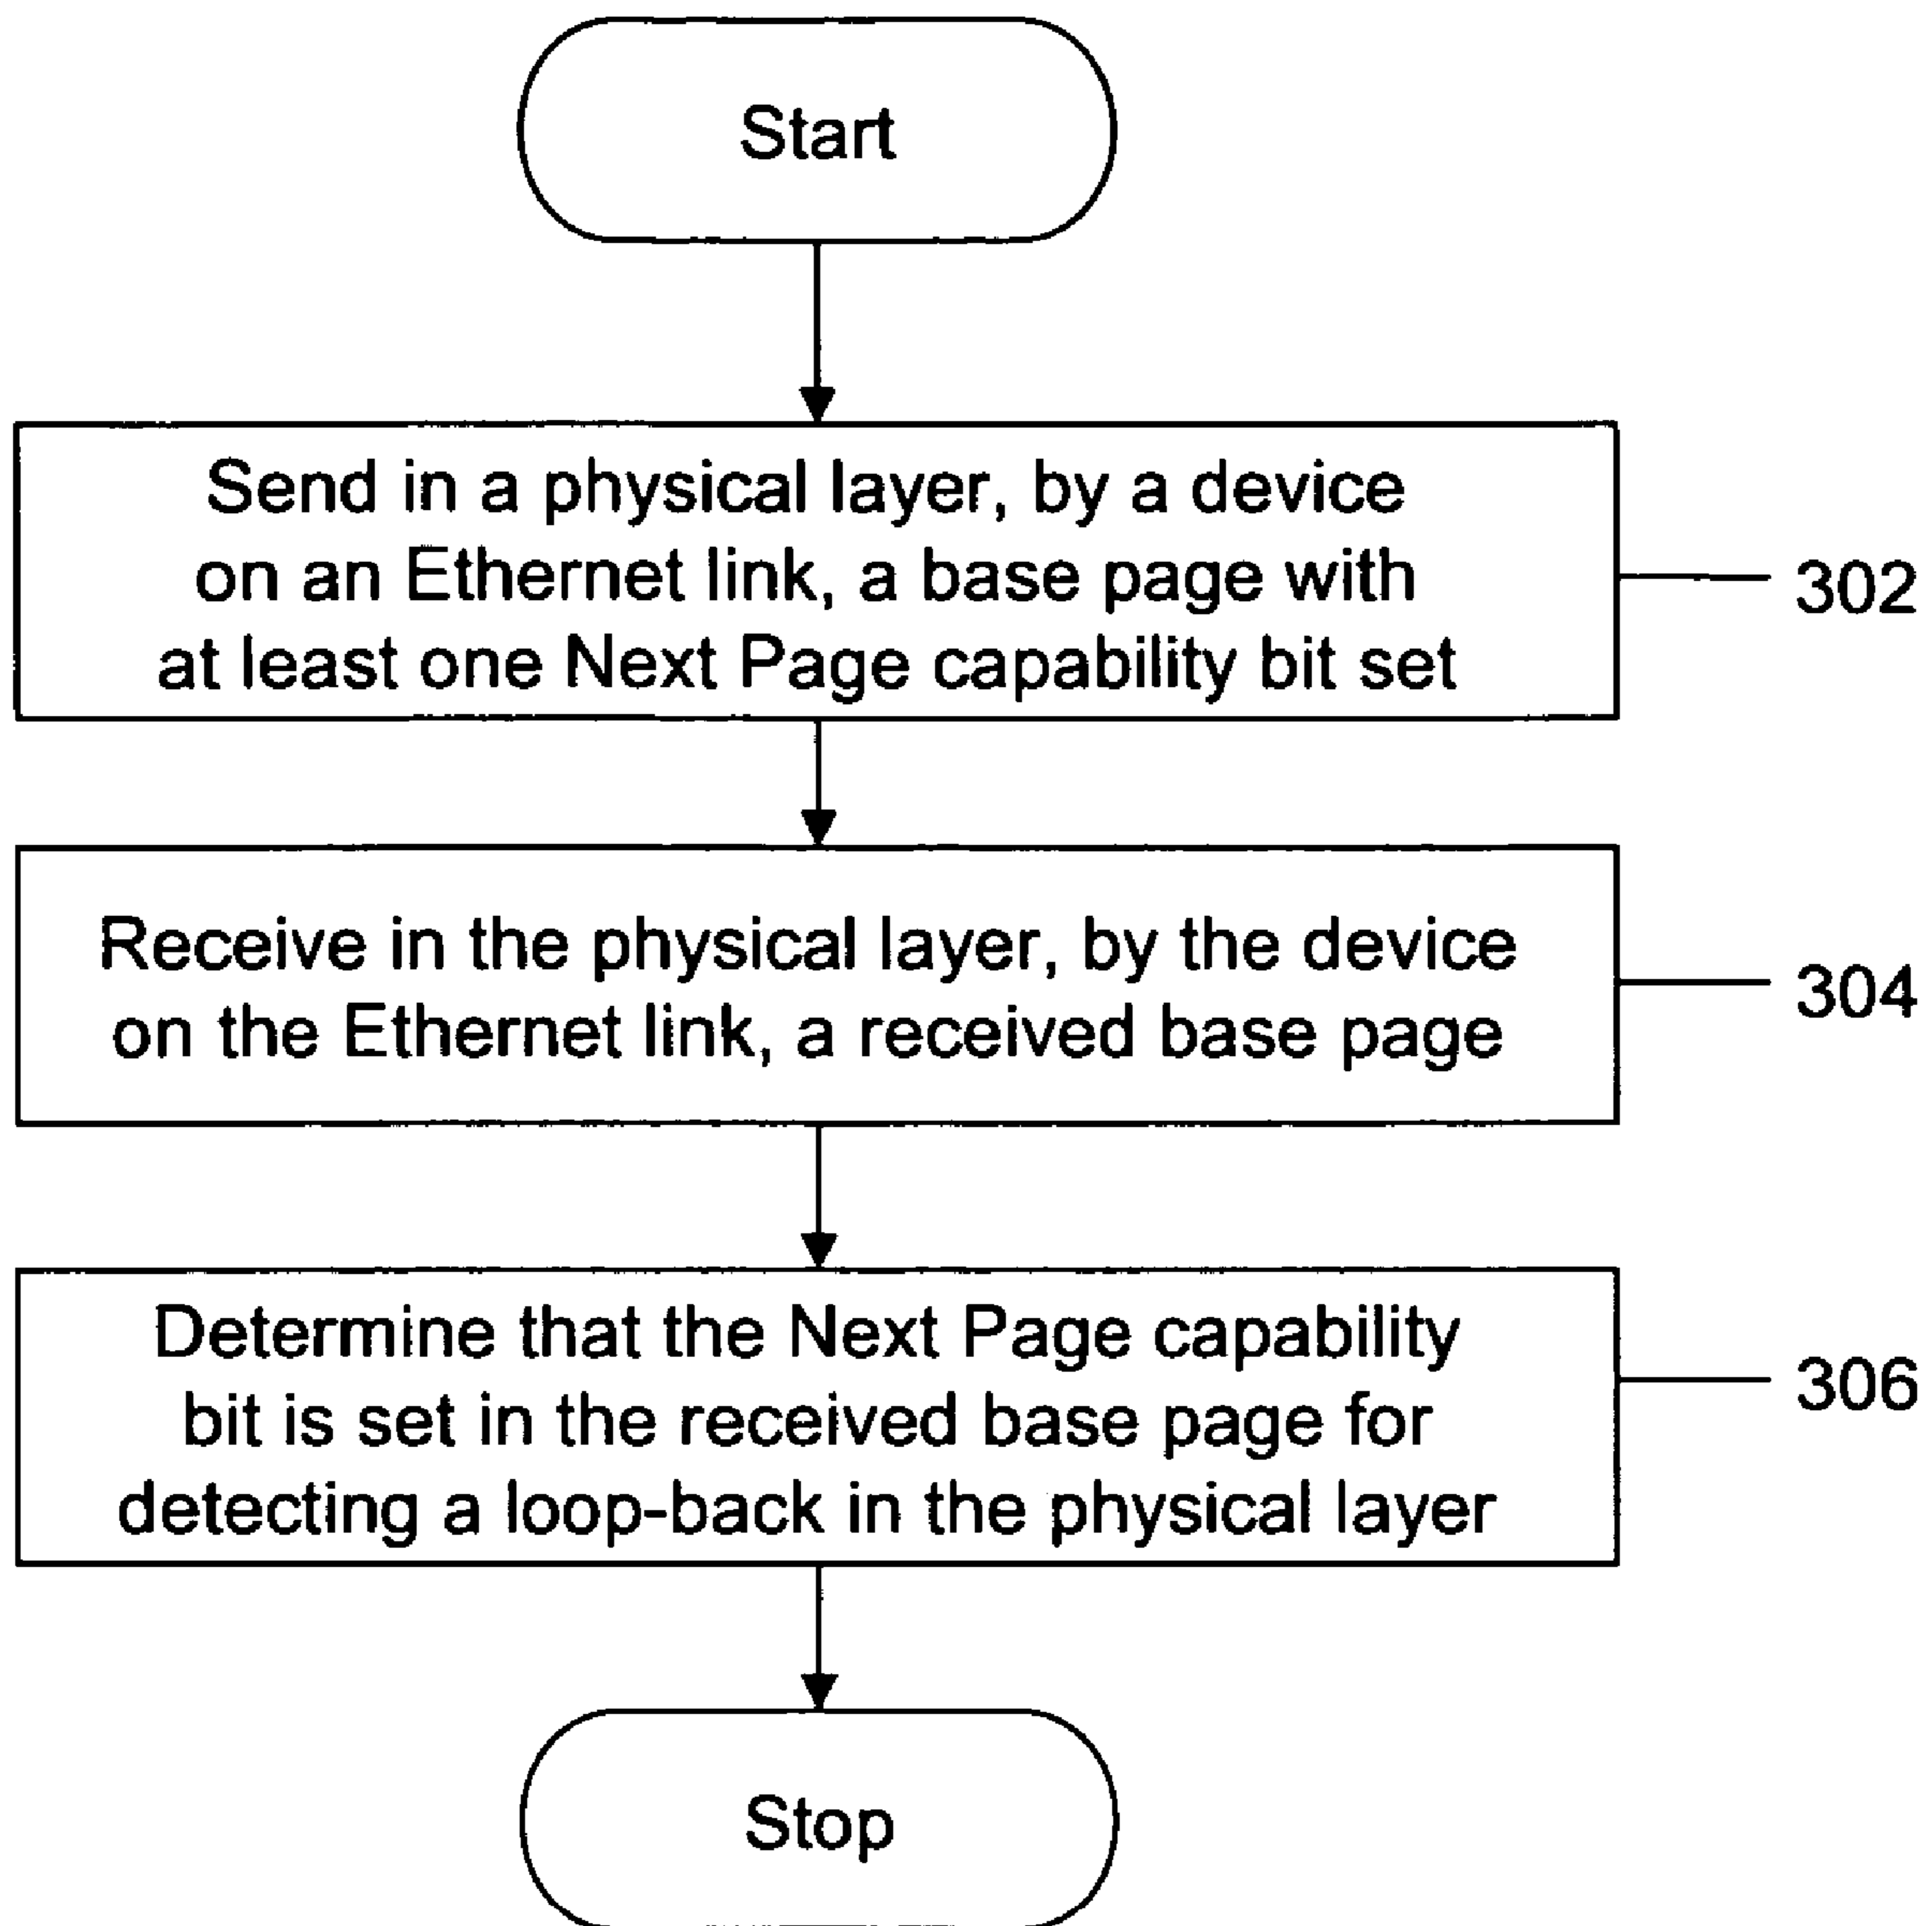 Start
Send in a physical layer, by a device
on an Ethernet link, a base page with
at least one Next Page capability bit set
302
Receive in the physical layer, by the device
on the Ethernet link, a received base page
304
Determine that the Next Page capability
bit is set in the received base page for
detecting a loop-back in the physical layer
306
Stop